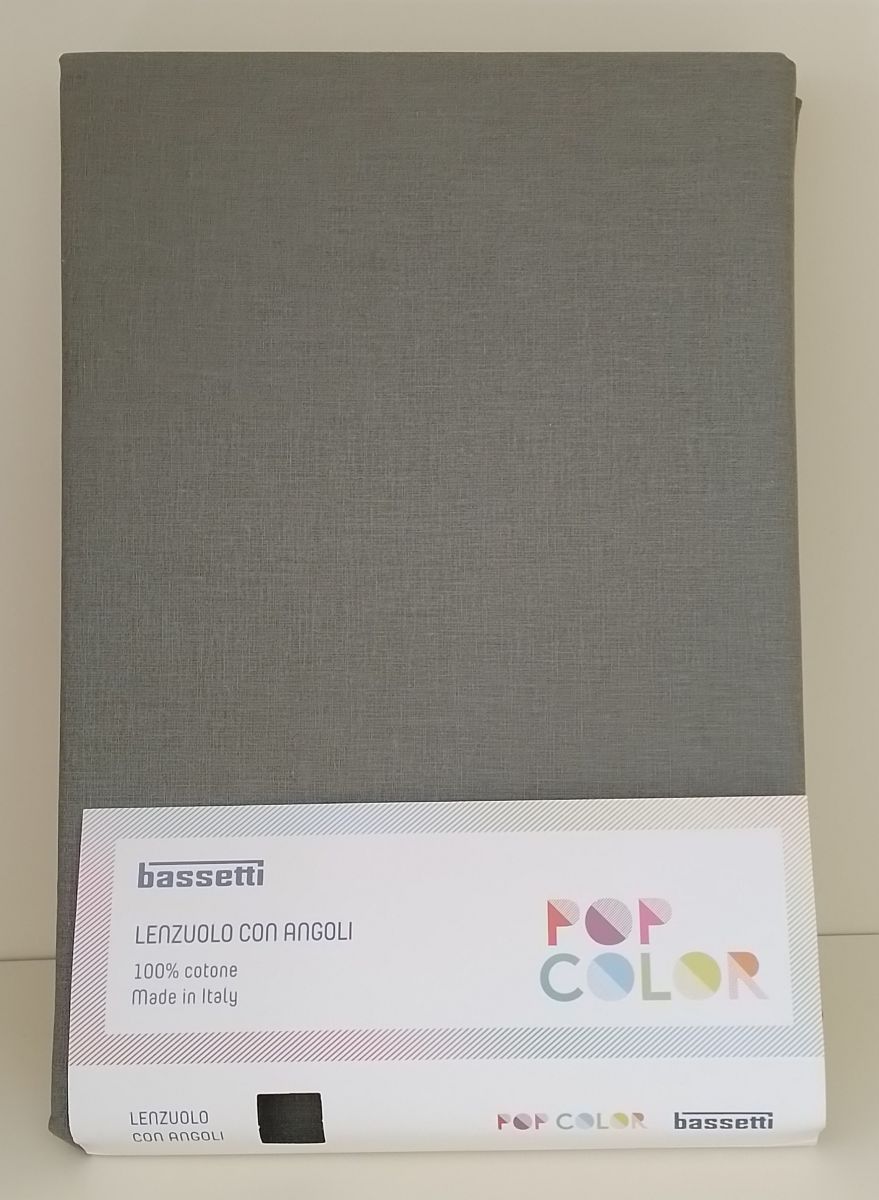 bassetti
LENZUOLO CON ANGOLI
100% cotone
Made in Italy
POP
COLOR
LENZUOLO
CON ANGOLI
POP COLOR
bassetti